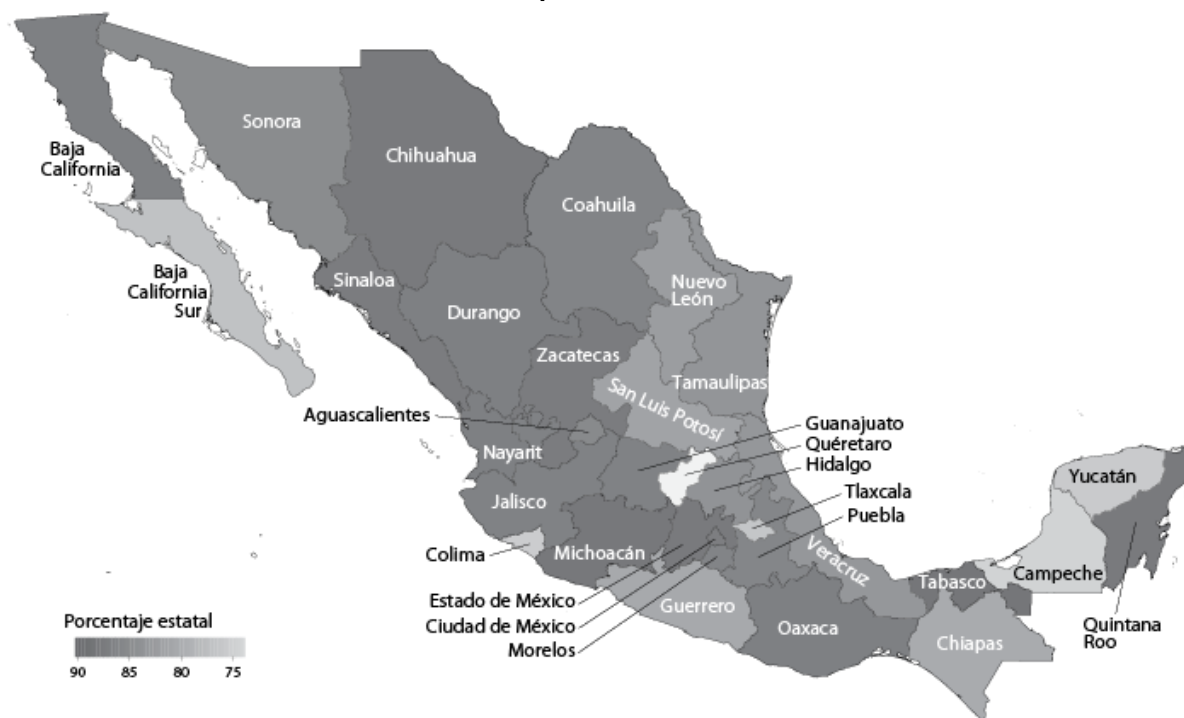 Sonora
Baja
California
Chihuahua
Coahuila
Baja
California
Sur
Sinaloa
Nuevo
León
Durango
Zacatecas
Tamaulipas
San Luis Potosí
Aguascalientes
Guanajuato
Quéretaro
Hidalgo
Nayarit
Tlaxcala
Yucatán
Jalisco
Puebla
Colima
Michoacán
Veracruz
Campeche
Tabasco
Estado de México
Guerrero
Ciudad de México
Oaxaca
Morelos
Chiapas
Quintana
Roo
Porcentaje estatal
90 85 80 75